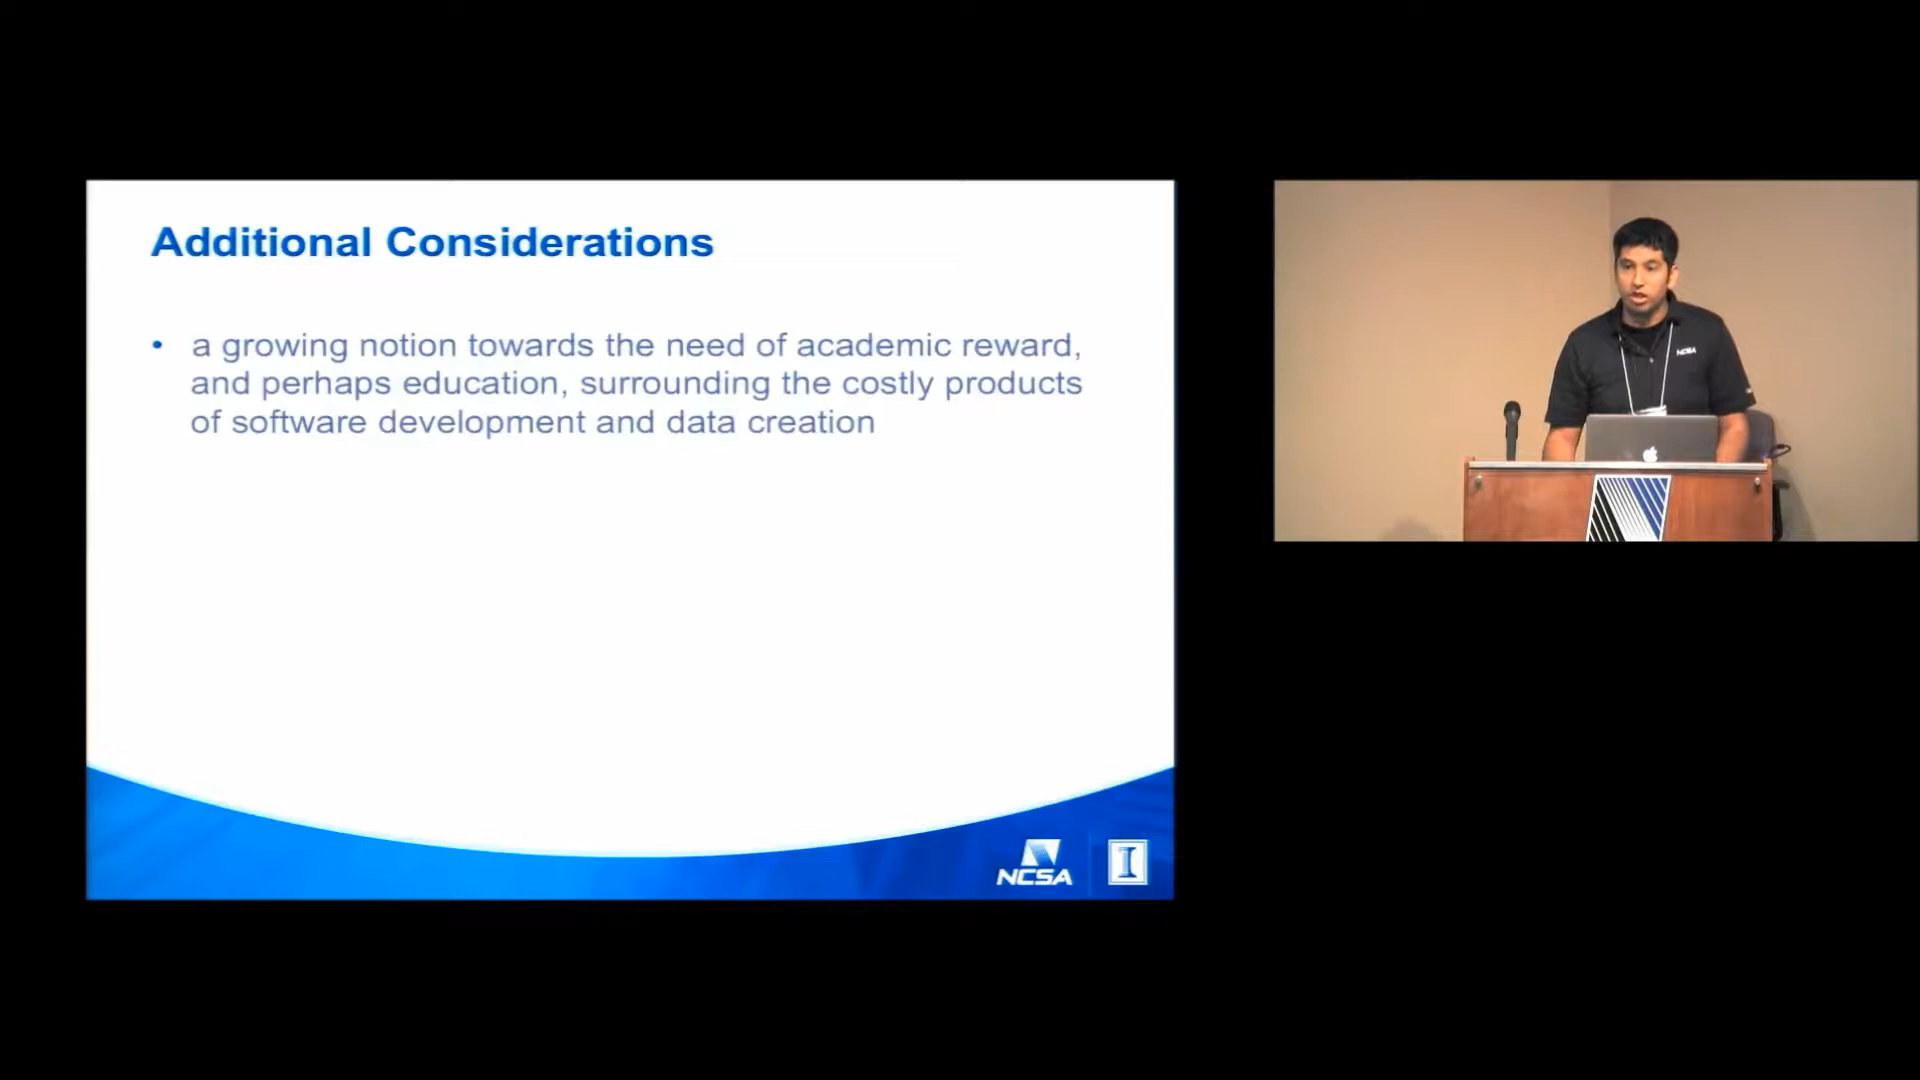 Additional Considerations
• a growing notion towards the need of academic reward,
and perhaps education, surrounding the costly products
of software development and data creation
NCSA
I
NCSA